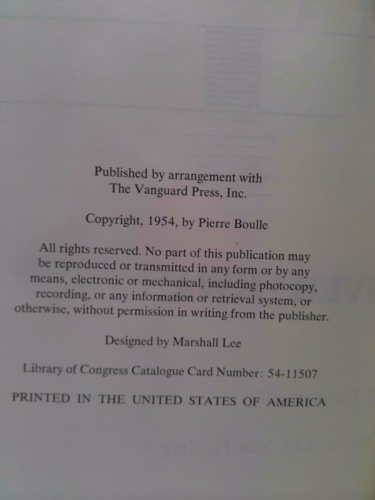 Published by arrangement with
The Vanguard Press, Inc.
Copyright, 1954, by Pierre Boulle
All rights reserved. No part of this publication may
be reproduced or transmitted in any form or by any
means, electronic or mechanical, including photocopy,
recording, or any information or retrieval system, or
otherwise, without permission in writing from the publisher.
Designed by Marshall Lee
Library of Congress Catalogue Card Number: 54-11507
PRINTED IN THE UNITED STATES OF AMERICA